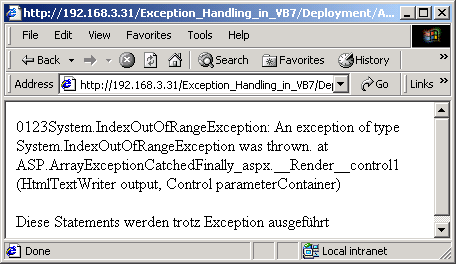 http://192.168.3.31/Exception_Handling_in_VB7/Deployment/A...
File Edit View Favorites Tools Help
Back Search Favorites History
Address http://192.168.3.31/Exception_Handling_in_VB7/De Go Links
0123System.IndexOutOfRangeException: An exception of type
System.IndexOutOfRangeException was thrown. at
ASP.ArrayExceptionCatchedFinally_aspx.__Render__control1
(HtmlTextWriter output, Control parameterContainer)
Diese Statements werden trotz Exception ausgeführt
Done Local intranet